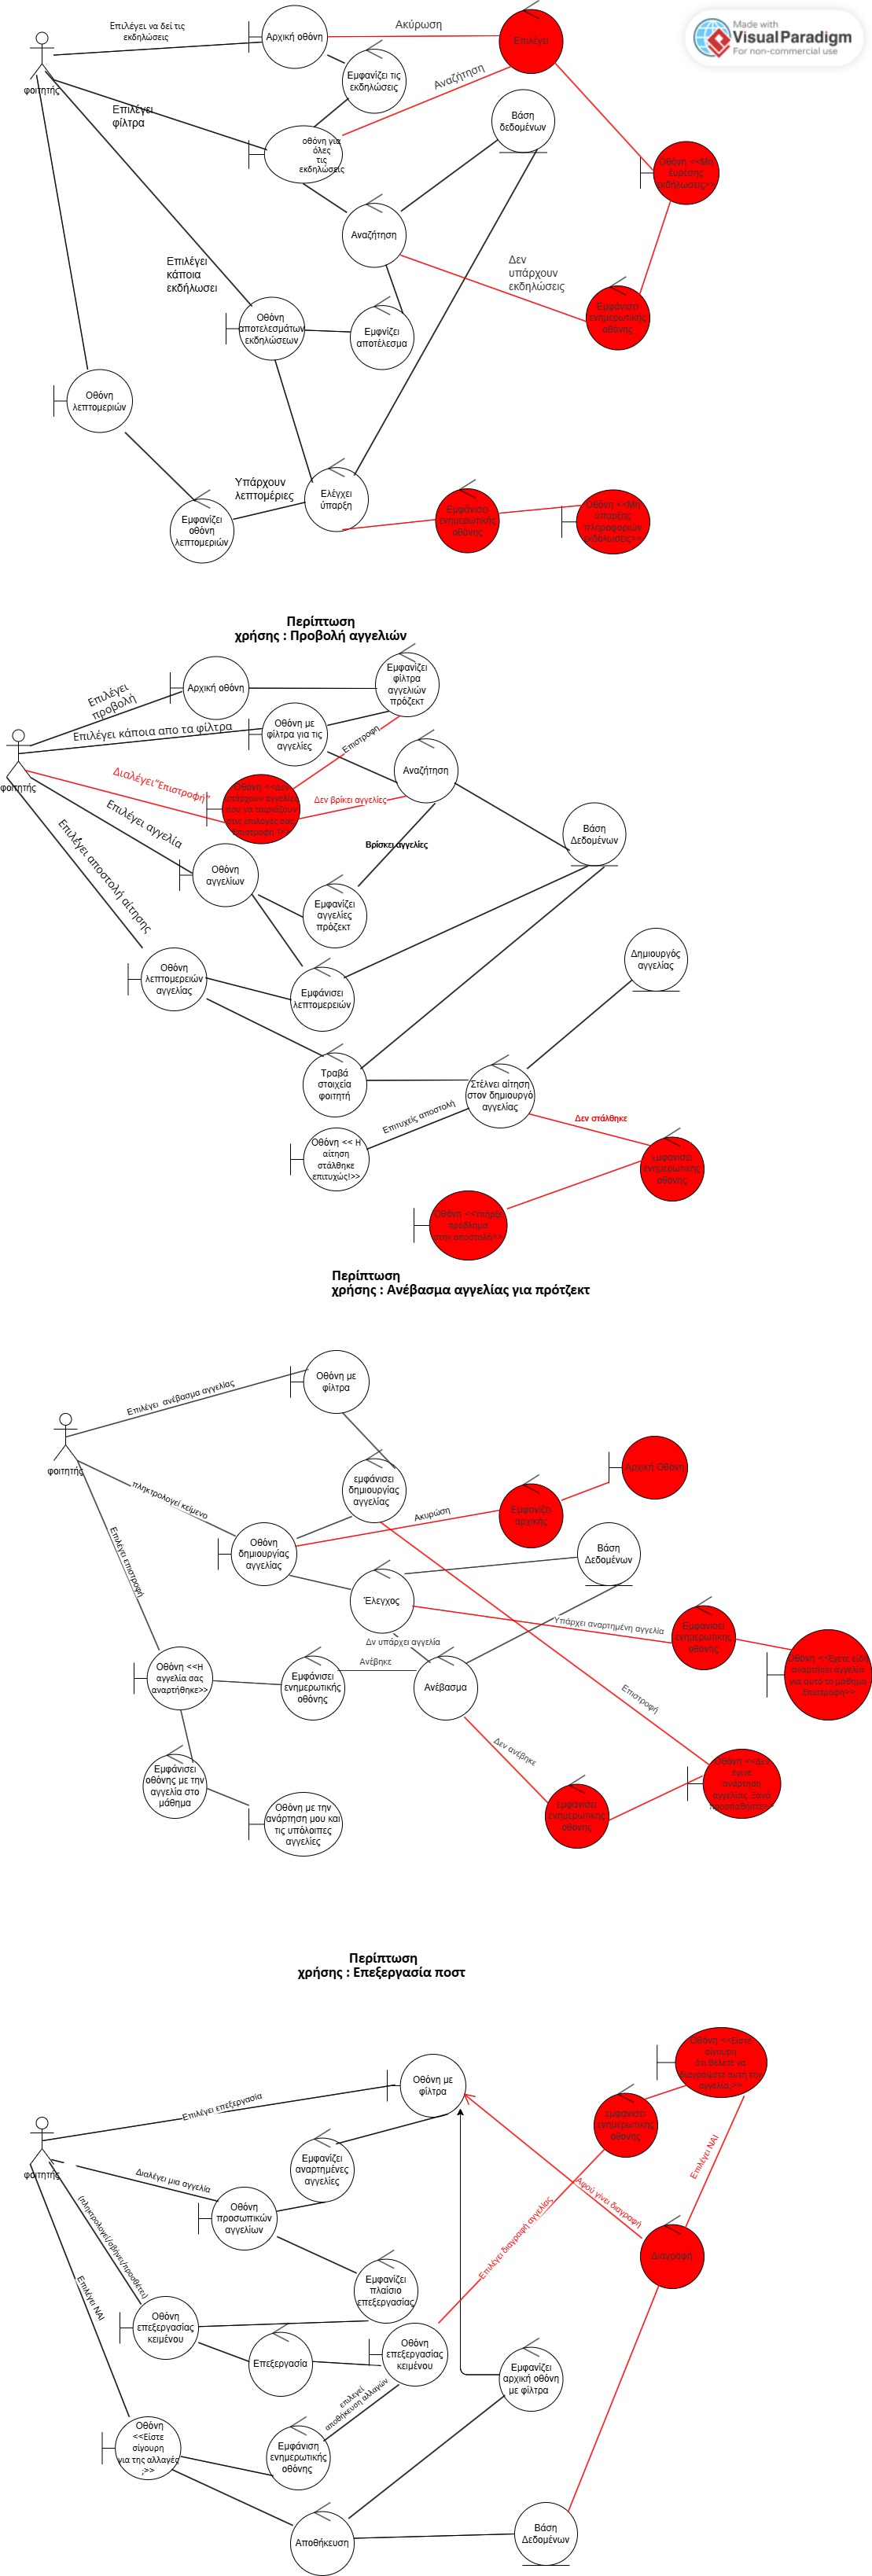 Made with
VisualParadigm
For non-commercial use
Επιλέγει να δεί τις
εκδηλώσεις
Αρχική οθόνη
Ακύρωση
Επιλέγει
φοιτητής
Εμφανίζει τις
εκδηλώσεις
Αναζήτηση
Επιλέγει
φίλτρα
οθόνη για
όλες
τις
εκδηλώσεις
Βάση
δεδομένων
Οθόνη <<Μη
έυρεσης
εκδήλωσεις>>
Αναζήτηση
Επιλέγει
κάποια
εκδήλωσει
Δεν
υπάρχουν
εκδηλώσεις
Οθόνη
αποτελεσμάτων
εκδηλώσεων
Εμφνίζει
αποτέλεσμα
Εμφάνισει
ενημερωτικής
οθόνης
Οθόνη
λεπτομεριών
Υπάρχουν
λεπτομέριες
Ελέγχει
ύπαρξη
Εμφανίζει
οθόνη
λεπτομεριών
Εμφάνισει
ενημερωτικής
οθόνης
Οθόνη <<Μη
ύπαρξης
πληροφοριών
εκδόλωσεις>>
Περίπτωση
χρήσης : Προβολή αγγελιών
Επιλέγει
προβολή
Αρχική οθόνη
Εμφανίζει
φίλτρα
αγγελιών
πρόζεκτ
Επιλέγει κάποια απο τα φίλτρα
Οθόνη με
φίλτρα για τις
αγγελίες
Επιστροφη
Αναζήτηση
φοιτητής
Διαλέγει"Επιστροφή"
Οθόνη <<Δεν
υπάρχουν αγγελίες
που να ταιριάζουν
στις επιλογές σας
Επιστροφή !>>
Δεν βρίκει αγγελίες
Επιλέγει αγγελία
Βρίσκει αγγελίες
Βάση
Δεδομένων
Επιλέγει αποστολή αίτησης
Οθόνη
αγγελίων
Εμφανίζει
αγγελίες
πρόζεκτ
Οθόνη
λεπτομερειών
αγγελίας
Εμφάνισει
λεπτομερειών
Δημιουργός
αγγελίας
Τραβά
στοιχεία
φοιτητή
Στέλνει αίτηση
στον δημιουργό
αγγελίας
Επιτυχείς αποστολή
Δεν στάλθηκε
Οθόνη << Η
αίτηση
στάλθηκε
επιτυχώς!>>
εμφάνισει
ενημερωτικής
οθόνης
Οθόνη <<Υπήρξε
πρόβλημα
στην αποστολή>>
Περίπτωση
χρήσης : Ανέβασμα αγγελίας για πρότζεκτ
Επιλέγει ανέβασμα αγγελίας
Οθόνη με
φίλτρα
φοιτητής
πληκτρολογεί κείμενο
εμφάνισει
δημιουργίας
αγγελίας
Αρχική Οθόνη
Ακυρώση
Εμφανίζει
αρχικής
Επιλέγει επιστροφή
Οθόνη
δημιουργίας
αγγελίας
Βάση
Δεδομένων
Έλεγχος
Υπάρχει αναρτημένη αγγελία
Εμφάνισει
ενημερωτικής
οθόνης
Δν υπάρχει αγγελία
Οθόνη <<Η
αγγελία σας
αναρτήθηκε>>
Εμφάνισει
ενημερωτικής
οθόνης
Ανέβηκε
Ανέβασμα
Οθόνη <<Έχετε είδη
αναρτήσει αγγελία
για αυτό το μάθημα
Επιστροφή>>
Επιστροφή
Δεν ανέβηκε
Εμφάνισει
οθόνης με την
αγγελία στο
μάθημα
Οθόνη με την
ανάρτηση μου και
τις υπόλοιπες
αγγελίες
εμφάνισει
ενημερωτικής
οθόνης
Οθόνη <<Δεν
έγινε
ανάρτηση
αγγελίας. Ξανά
προσπαθέστε>>
Περίπτωση
χρήσης : Επεξεργασία ποστ
Επιλέγει επεξεργασία
Οθόνη με
φίλτρα
Οθόνη <<Είστε
σίγουρη
ότι θέλετε να
διαγράψετε αυτή την
αγγελία;>>
εμφάνισει
ενημερωτικής
οθόνης
φοιτητής
Διαλέγει μια αγγελία
Εμφανίζει
αναρτημένες
αγγελίες
Επιλέγει ΝΑΙ
Οθόνη
προσωπικών
αγγελίων
Αφού γίνει διαγραφή
(πληκτρολογεί/σβήνει/προσθέτει)
Επιλέγει διαγραφή αγγελίας
Διαγραφή
Επιλέγει ΝΑΙ
Εμφανίζει
πλαίσιο
επεξεργασίας
Οθόνη
επεξεργασίας
κειμένου
Επεξεργασία
Οθόνη
επεξεργασίας
κειμένου
Εμφανίζει
αρχική οθόνη
με φίλτρα
επιλεγεί
αποθήκευση αλλαγών
Οθόνη
<<Είστε
σίγουρη
για της αλλαγές
;>>
Εμφάνιση
ενημερωτικής
οθόνης
Αποθήκευση
Βάση
Δεδομένων